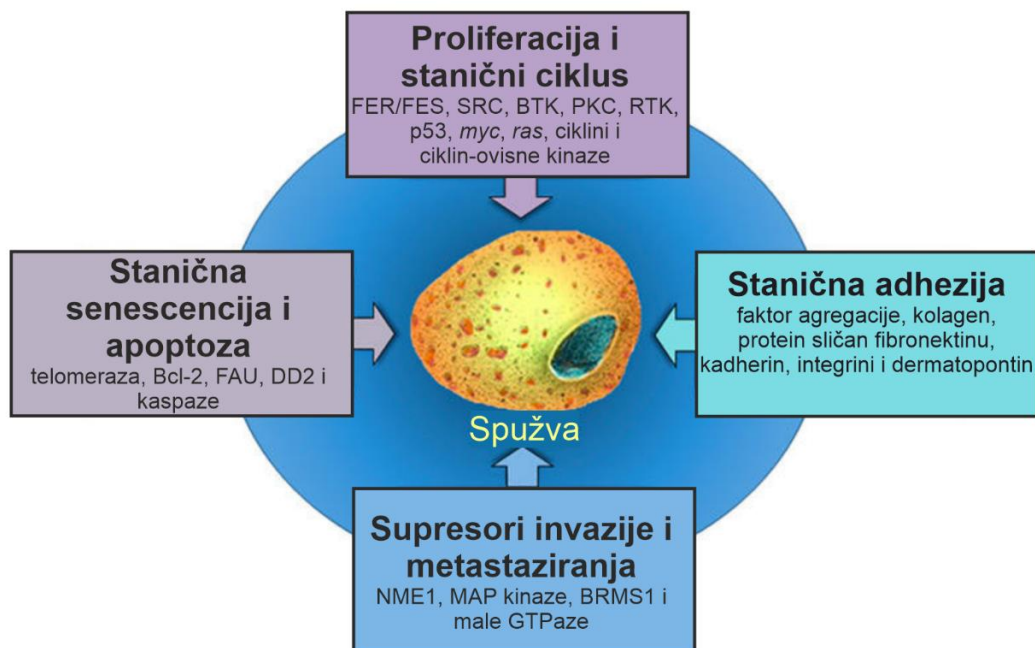 Proliferacija i
stanični ciklus
FER/FES, SRC, BTK, PKC, RTK,
p53, myc, ras, ciklini i
ciklin-ovisne kinaze
Stanična
senescencija i
apoptoza
telomeraza, Bcl-2, FAU, DD2 i
kaspaze
Stanična adhezija
faktor agregacije, kolagen,
protein sličan fibronektinu,
kadherin, integrini i dermatopontin
Spužva
Supresori invazije i
metastaziranja
NME1, MAP kinaze, BRMS1 i
male GTPaze